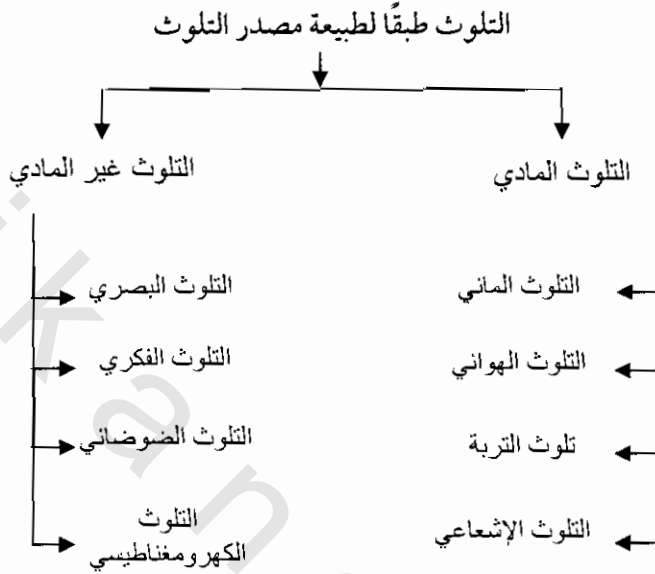 التلوث طبقًا لطبيعة مصدر التلوث
التلوث المادي
التلوث غير المادي
التلوث المائي
التلوث البصري
التلوث الهوائي
التلوث الفكري
تلوث التربة
التلوث الضوضائي
التلوث الإشعاعي
التلوث
الكهرومغناطيسي
i
k
a
n